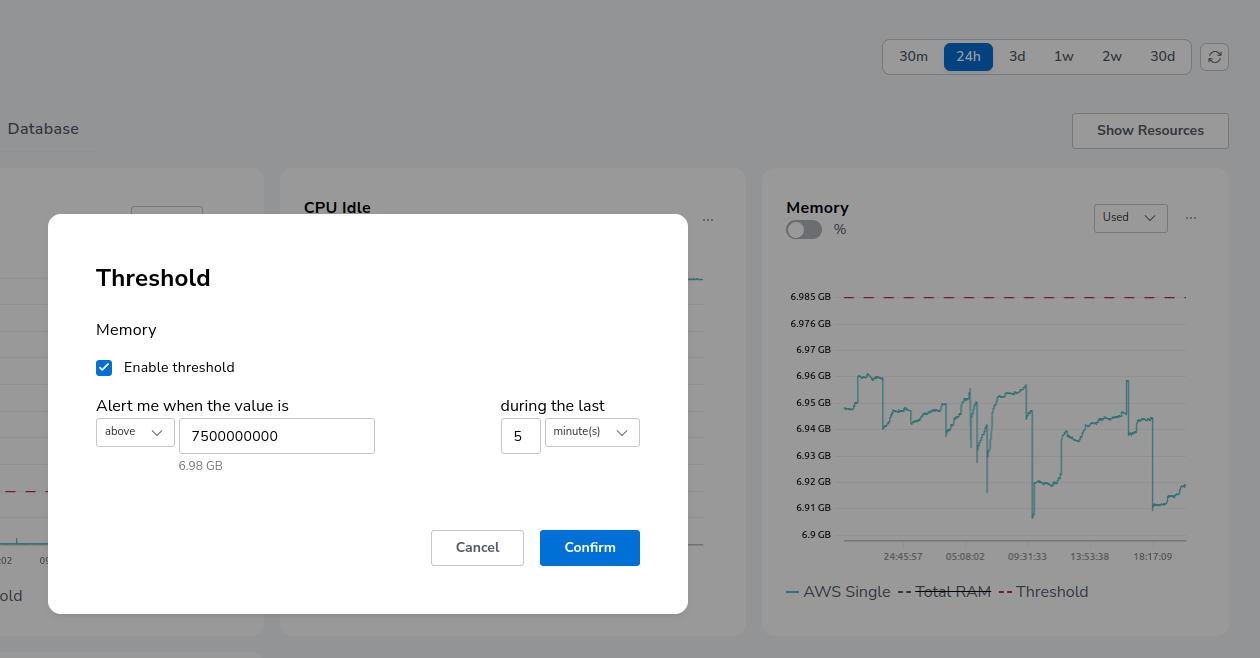 30m 24h 3d 1w 2w 30d
Database
Show Resources
CPU Idle
...
Memory
%
Used
...
Threshold
Memory
Enable threshold
Alert me when the value is
above
7500000000
6.98 GB
during the last
5
minute(s)
Cancel
Confirm
6.985 GB
6.976 GB
6.97 GB
6.96 GB
6.95 GB
6.94 GB
6.93 GB
6.92 GB
6.91 GB
6.9 GB
24:45:57 05:08:02 09:31:33 13:53:38 18:17:09
AWS Single Total RAM Threshold